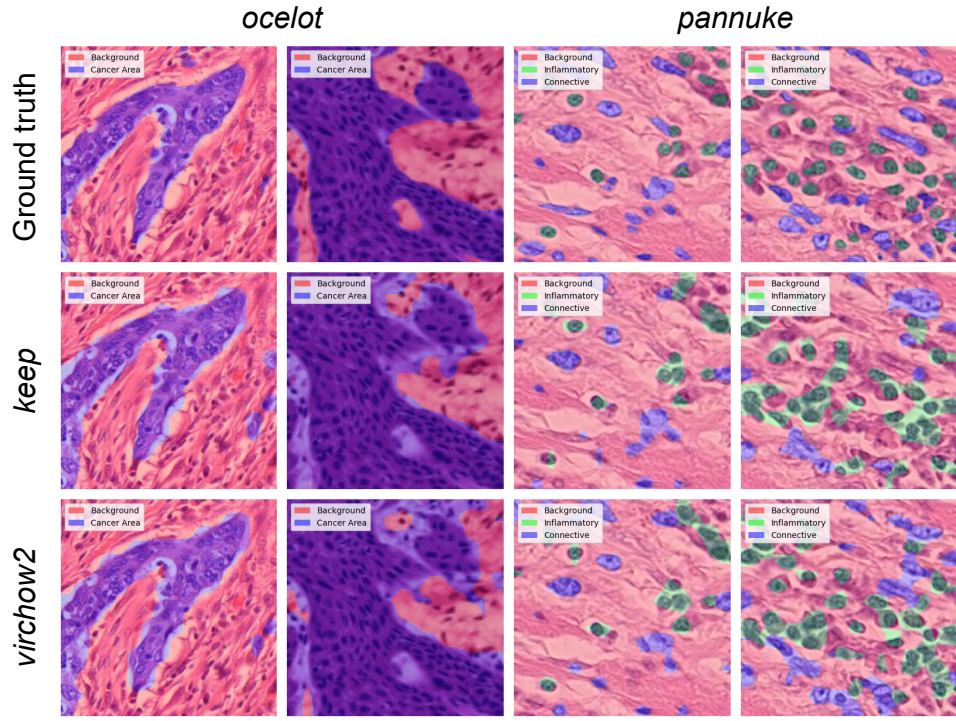 ocelot
pannuke
Ground truth
Background
Cancer Area
Background
Cancer Area
Background
Inflammatory
Connective
Background
Inflammatory
Connective
keep
Background
Cancer Area
Background
Cancer Area
Background
Inflammatory
Connective
Background
Inflammatory
Connective
virchow2
Background
Cancer Area
Background
Cancer Area
Background
Inflammatory
Connective
Background
Inflammatory
Connective